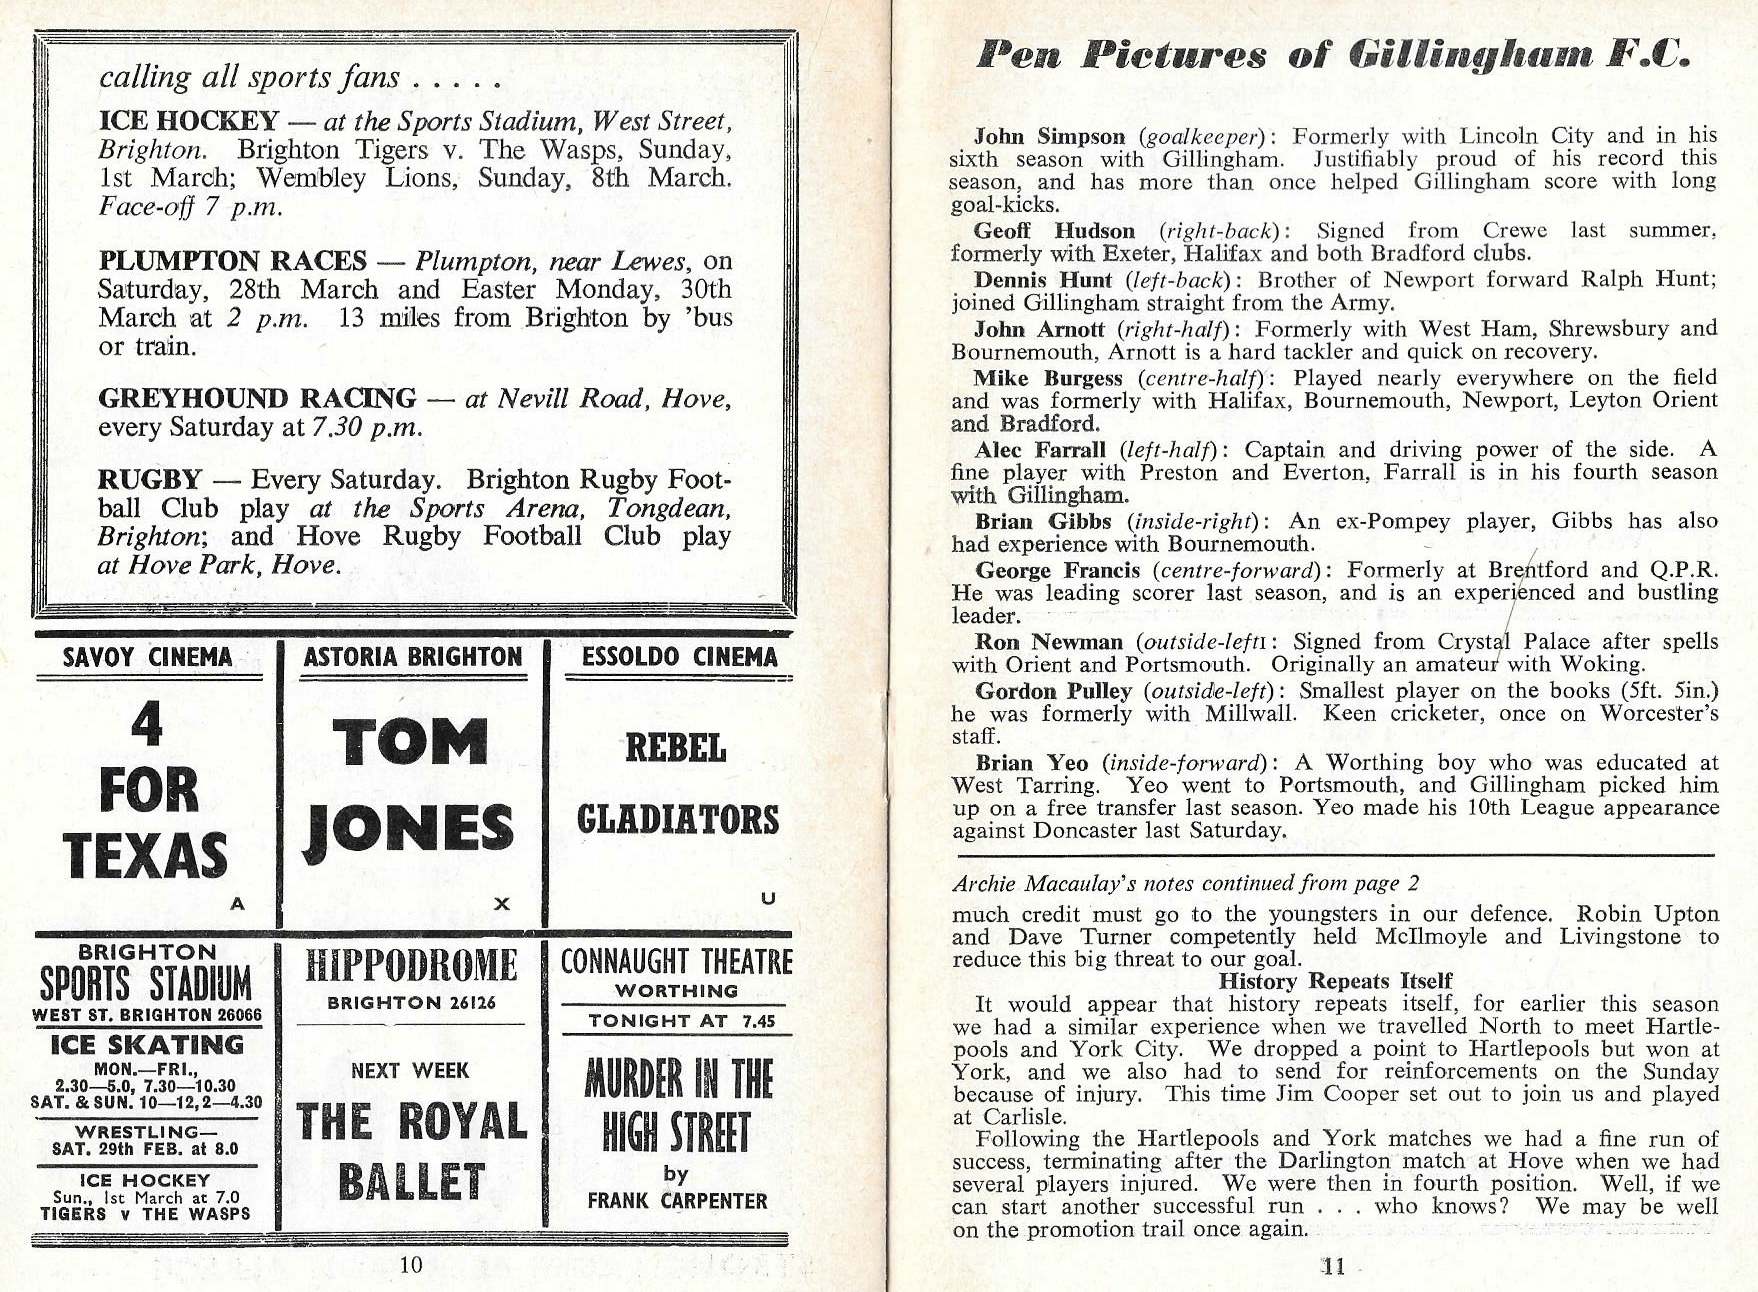 calling all sports fans . . . . .
ICE HOCKEY — at the Sports Stadium, West Street,
Brighton. Brighton Tigers v. The Wasps, Sunday,
1st March; Wembley Lions, Sunday, 8th March.
Face-off 7 p.m.
PLUMPTON RACES — Plumpton, near Lewes, on
Saturday, 28th March and Easter Monday, 30th
March at 2 p.m. 13 miles from Brighton by 'bus
or train.
GREYHOUND RACING — at Nevill Road, Hove,
every Saturday at 7.30 p.m.
RUGBY — Every Saturday. Brighton Rugby Foot-
ball Club play at the Sports Arena, Tongdean,
Brighton; and Hove Rugby Football Club play
at Hove Park, Hove.
SAVOY CINEMA
4
FOR
TEXAS
A
ASTORIA BRIGHTON
TOM
JONES
X
ESSOLDO CINEMA
REBEL
GLADIATORS
U
BRIGHTON
SPORTS STADIUM
WEST ST. BRIGHTON 26066
ICE SKATING
MON.—FRI.,
2.30—5.0, 7.30—10.30
SAT. & SUN. 10—12, 2—4.30
WRESTLING—
SAT. 29th FEB. at 8.0
ICE HOCKEY
Sun., 1st March at 7.0
TIGERS v THE WASPS
HIPPODROME
BRIGHTON 26126
NEXT WEEK
THE ROYAL
BALLET
CONNAUGHT THEATRE
WORTHING
TONIGHT AT 7.45
MURDER IN THE
HIGH STREET
by
FRANK CARPENTER
10
Pen Pictures of Gillingham F.C.
John Simpson (goalkeeper): Formerly with Lincoln City and in his
sixth season with Gillingham. Justifiably proud of his record this
season, and has more than once helped Gillingham score with long
goal-kicks.
Geoff Hudson (right-back): Signed from Crewe last summer,
formerly with Exeter, Halifax and both Bradford clubs.
Dennis Hunt (left-back): Brother of Newport forward Ralph Hunt;
joined Gillingham straight from the Army.
John Arnott (right-half): Formerly with West Ham, Shrewsbury and
Bournemouth, Arnott is a hard tackler and quick on recovery.
Mike Burgess (centre-half): Played nearly everywhere on the field
and was formerly with Halifax, Bournemouth, Newport, Leyton Orient
and Bradford.
Alec Farrall (left-half): Captain and driving power of the side. A
fine player with Preston and Everton, Farrall is in his fourth season
with Gillingham.
Brian Gibbs (inside-right): An ex-Pompey player, Gibbs has also
had experience with Bournemouth.
George Francis (centre-forward): Formerly at Brentford and Q.P.R.
He was leading scorer last season, and is an experienced and bustling
leader.
Ron Newman (outside-leftI: Signed from Crystal Palace after spells
with Orient and Portsmouth. Originally an amateur with Woking.
Gordon Pulley (outside-left): Smallest player on the books (5ft. 5in.)
he was formerly with Millwall. Keen cricketer, once on Worcester's
staff.
Brian Yeo (inside-forward): A Worthing boy who was educated at
West Tarring. Yeo went to Portsmouth, and Gillingham picked him
up on a free transfer last season. Yeo made his 10th League appearance
against Doncaster last Saturday.
Archie Macaulay's notes continued from page 2
much credit must go to the youngsters in our defence. Robin Upton
and Dave Turner competently held McIlmoyle and Livingstone to
reduce this big threat to our goal.
History Repeats Itself
It would appear that history repeats itself, for earlier this season
we had a similar experience when we travelled North to meet Hartle-
pools and York City. We dropped a point to Hartlepools but won at
York, and we also had to send for reinforcements on the Sunday
because of injury. This time Jim Cooper set out to join us and played
at Carlisle.
Following the Hartlepools and York matches we had a fine run of
success, terminating after the Darlington match at Hove when we had
several players injured. We were then in fourth position. Well, if we
can start another successful run . . . who knows? We may be well
on the promotion trail once again.
11